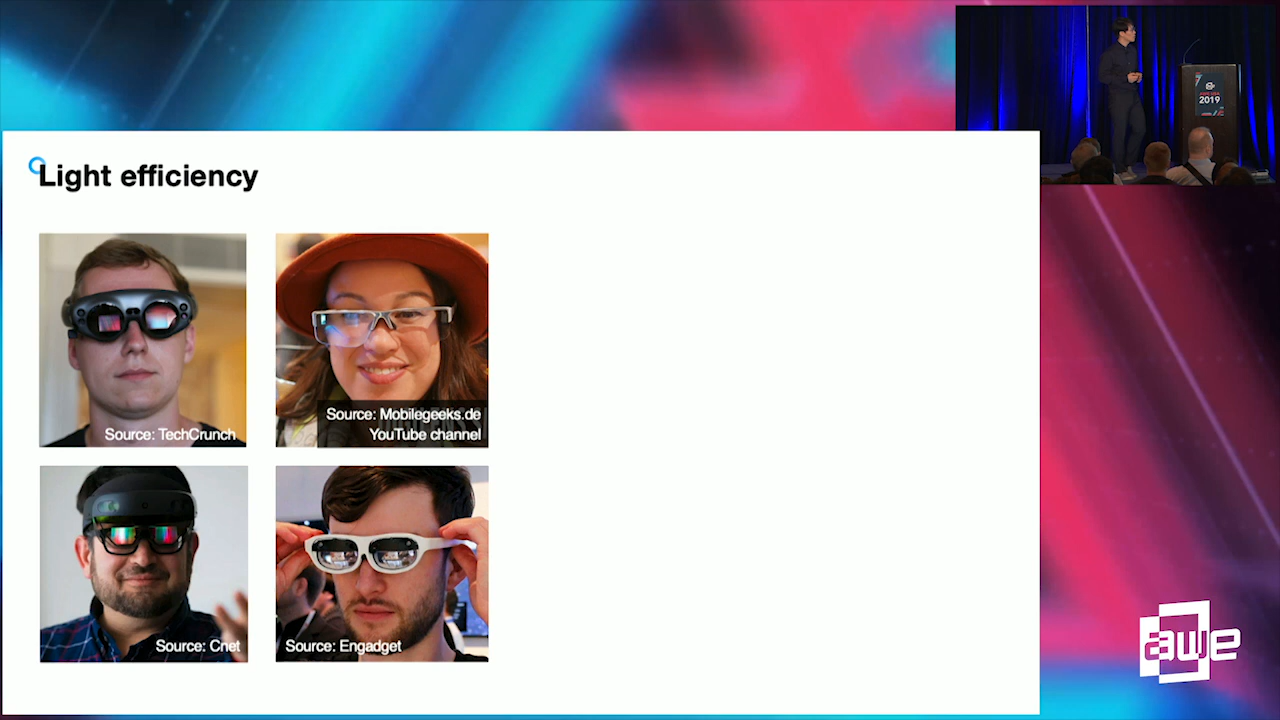 Light efficiency
Source: TechCrunch
Source: Mobilegeeks.de
YouTube channel
Source: Cnet
Source: Engadget
2019
awe